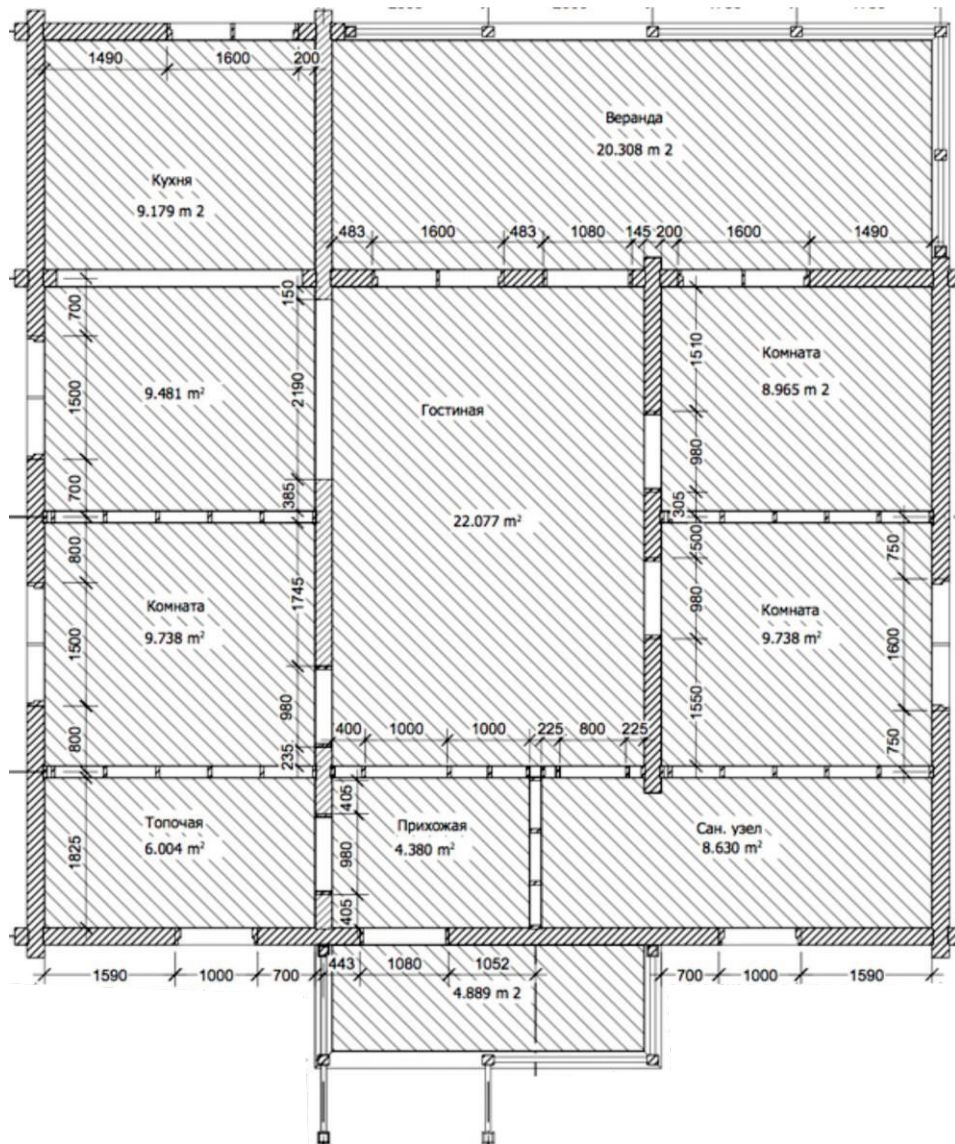 1490 1600 200
Веранда
20.308 m 2
Кухня
9.179 m 2
483 1600 483 1080 145 200 1600 1490
150
700
1510
Комната
8.965 m 2
2190
9.481 m²
1500
Гостиная
980
700
385
305
22.077 m²
500
750
800
1745
Комната
9.738 m²
980
Комната
9.738 m²
1500
1600
980
1550
800
235
400 1000 1000 225 800 225
750
405
Топочая
6.004 m²
1825
980
Прихожая
4.380 m²
Сан. узел
8.630 m²
405
1590 1000 700 443 1080 1052 700 1000 1590
4.889 m 2